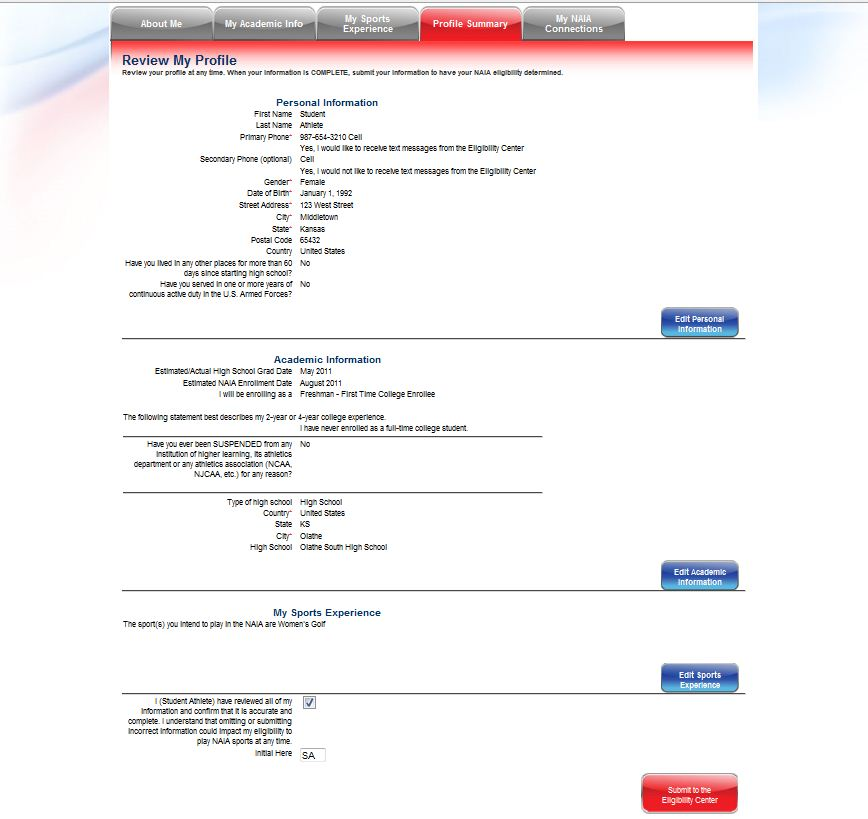 About Me
My Academic Info
My Sports
Experience
Profile Summary
My NAIA
Connections
Review My Profile
Review your profile at any time. When your information is COMPLETE, submit your information to have your NAIA eligibility determined.
Personal Information
First Name Student
Last Name Athlete
Primary Phone* 987-654-3210 Cell
Yes, I would like to receive text messages from the Eligibility Center
Secondary Phone (optional) Cell
Yes, I would not like to receive text messages from the Eligibility Center
Gender* Female
Date of Birth* January 1, 1992
Street Address* 123 West Street
City* Middletown
State* Kansas
Postal Code 65432
Country United States
Have you lived in any other places for more than 60 No
days since starting high school?
Have you served in one or more years of No
continuous active duty in the U.S. Armed Forces?
Edit Personal
Information
Academic Information
Estimated/Actual High School Grad Date May 2011
Estimated NAIA Enrollment Date August 2011
I will be enrolling as a Freshman - First Time College Enrollee
The following statement best describes my 2-year or 4-year college experience.
I have never enrolled as a full-time college student.
Have you ever been SUSPENDED from any No
institution of higher learning, its athletics
department or any athletics association (NCAA,
NJCAA, etc.) for any reason?
Type of high school High School
Country* United States
State KS
City* Olathe
High School Olathe South High School
Edit Academic
Information
My Sports Experience
The sport(s) you intend to play in the NAIA are Women's Golf
Edit Sports
Experience
I (Student Athlete) have reviewed all of my
information and confirm that it is accurate and
complete. I understand that omitting or submitting
incorrect information could impact my eligibility to
play NAIA sports at any time.
Initial Here SA
Submit to the
Eligibility Center